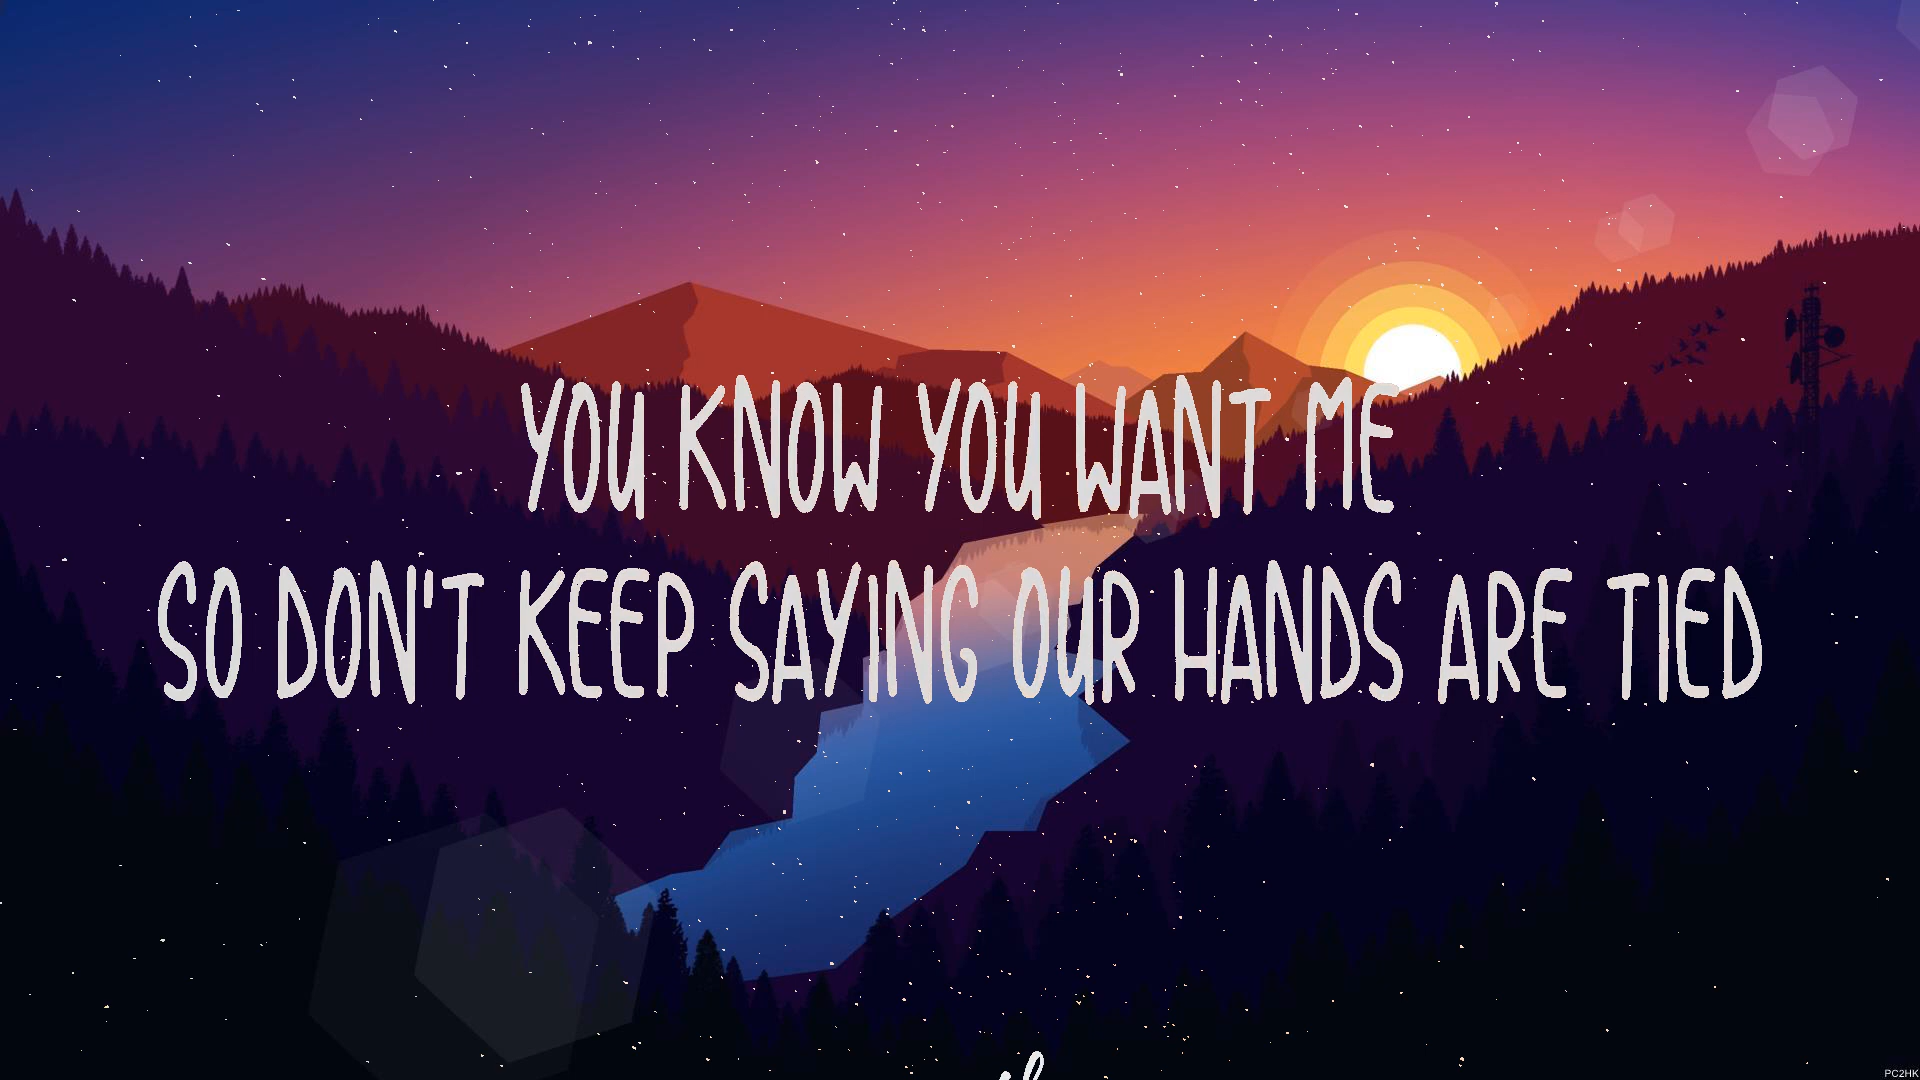 YOU KNOW YOU WANT ME
SO DON'T KEEP SAYING OUR HANDS ARE TIED
PC2HK